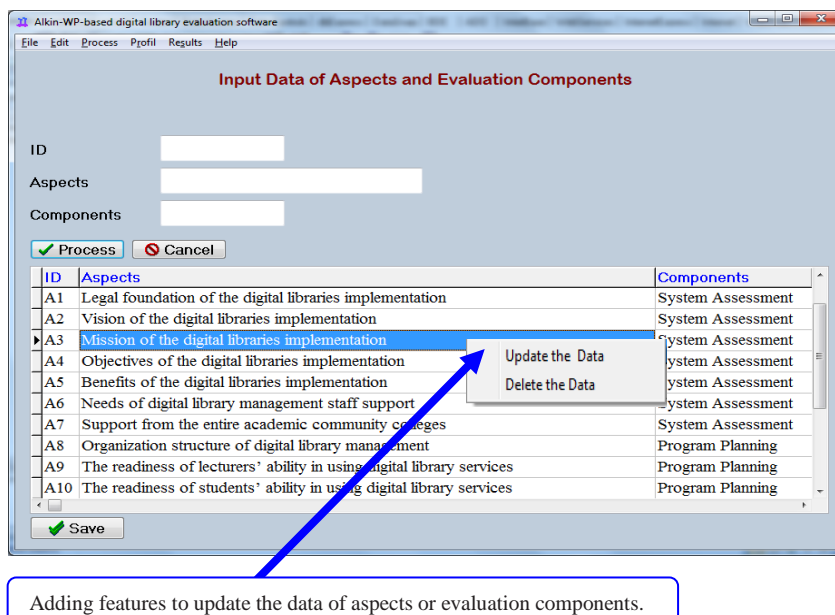 Alkin-WP-based digital library evaluation software
File Edit Process Profil Results Help
Input Data of Aspects and Evaluation Components
ID
Aspects
Components
Process Cancel
ID Aspects Components
A1 Legal foundation of the digital libraries implementation System Assessment
A2 Vision of the digital libraries implementation System Assessment
A3 Mission of the digital libraries implementation System Assessment
Update the Data
A4 Objectives of the digital libraries implementation System Assessment
Delete the Data
A5 Benefits of the digital libraries implementation System Assessment
A6 Needs of digital library management staff support System Assessment
A7 Support from the entire academic community colleges System Assessment
A8 Organization structure of digital library management Program Planning
A9 The readiness of lecturers' ability in using digital library services Program Planning
A10 The readiness of students' ability in using digital library services Program Planning
Save
Adding features to update the data of aspects or evaluation components.